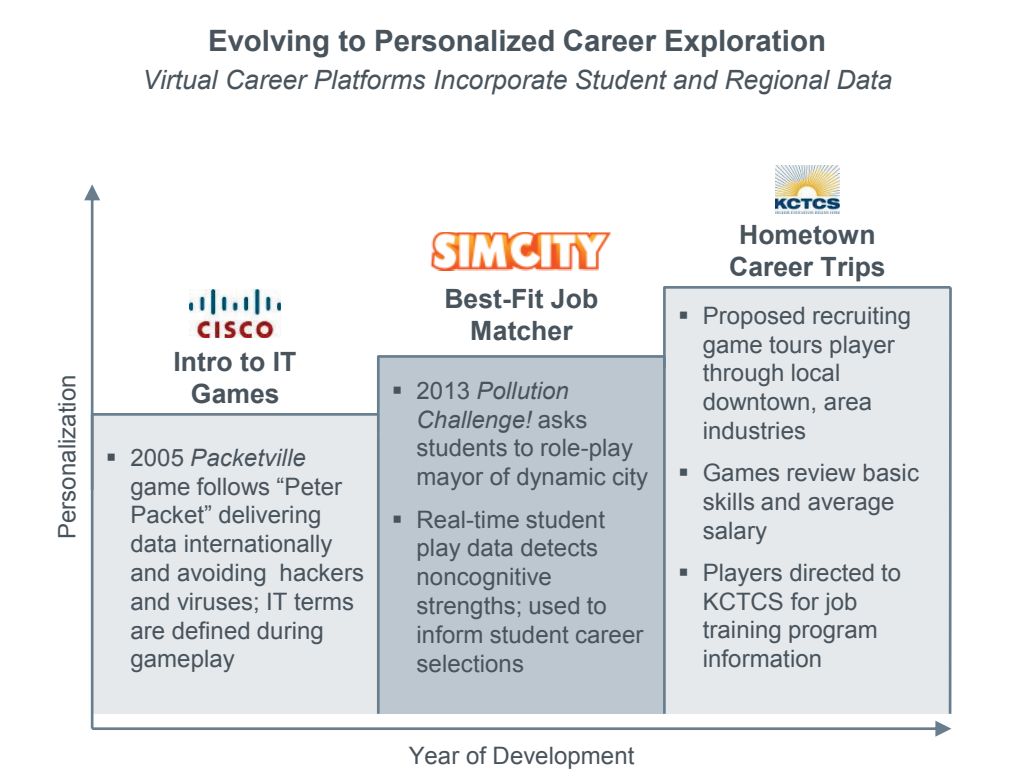 Evolving to Personalized Career Exploration
Virtual Career Platforms Incorporate Student and Regional Data
Personalization
CISCO
Intro to IT
Games
▪ 2005 Packetville
game follows “Peter
Packet” delivering
data internationally
and avoiding hackers
and viruses; IT terms
are defined during
gameplay
SIMCITY
Best-Fit Job
Matcher
▪ 2013 Pollution
Challenge! asks
students to role-play
mayor of dynamic city
▪ Real-time student
play data detects
noncognitive
strengths; used to
inform student career
selections
KCTCS
HIGHER EDUCATION BEGINS HERE
Hometown
Career Trips
▪ Proposed recruiting
game tours player
through local
downtown, area
industries
▪ Games review basic
skills and average
salary
▪ Players directed to
KCTCS for job
training program
information
Year of Development